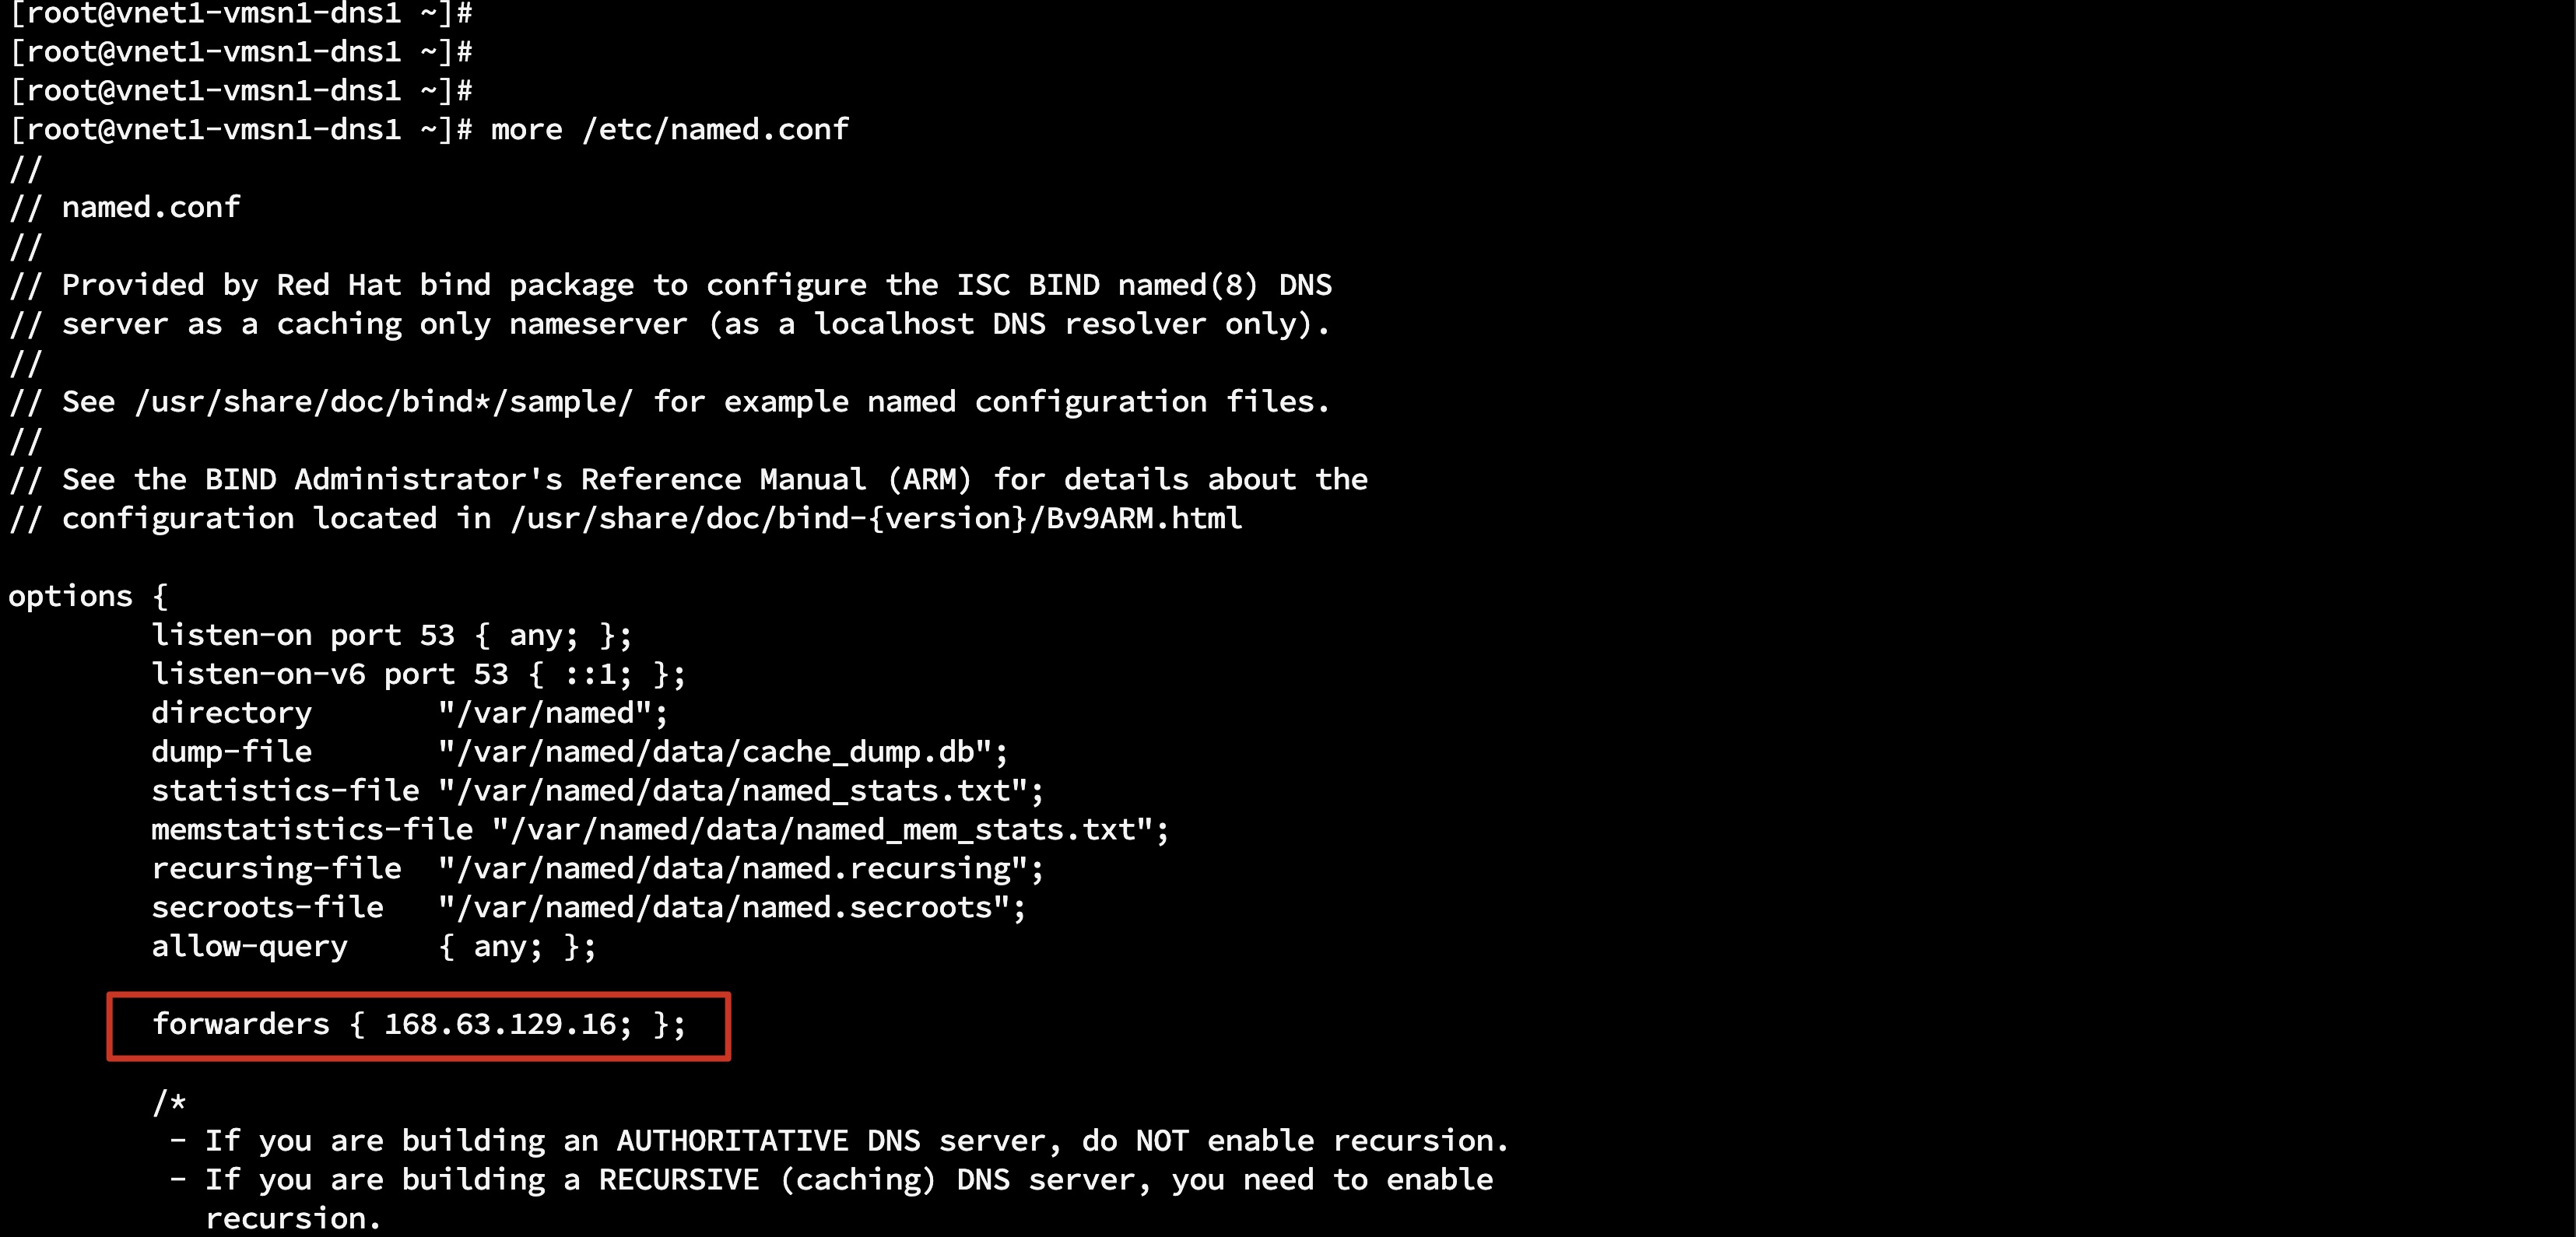 [root@vnet1-vmsn1-dns1 ~]#
[root@vnet1-vmsn1-dns1 ~]#
[root@vnet1-vmsn1-dns1 ~]#
[root@vnet1-vmsn1-dns1 ~]# more /etc/named.conf
//
// named.conf
//
// Provided by Red Hat bind package to configure the ISC BIND named(8) DNS
// server as a caching only nameserver (as a localhost DNS resolver only).
//
// See /usr/share/doc/bind*/sample/ for example named configuration files.
//
// See the BIND Administrator's Reference Manual (ARM) for details about the
// configuration located in /usr/share/doc/bind-{version}/Bv9ARM.html

options {
        listen-on port 53 { any; };
        listen-on-v6 port 53 { ::1; };
        directory       "/var/named";
        dump-file       "/var/named/data/cache_dump.db";
        statistics-file "/var/named/data/named_stats.txt";
        memstatistics-file "/var/named/data/named_mem_stats.txt";
        recursing-file  "/var/named/data/named.recursing";
        secroots-file   "/var/named/data/named.secroots";
        allow-query     { any; };

        forwarders { 168.63.129.16; };

        /*
         - If you are building an AUTHORITATIVE DNS server, do NOT enable recursion.
         - If you are building a RECURSIVE (caching) DNS server, you need to enable
           recursion.